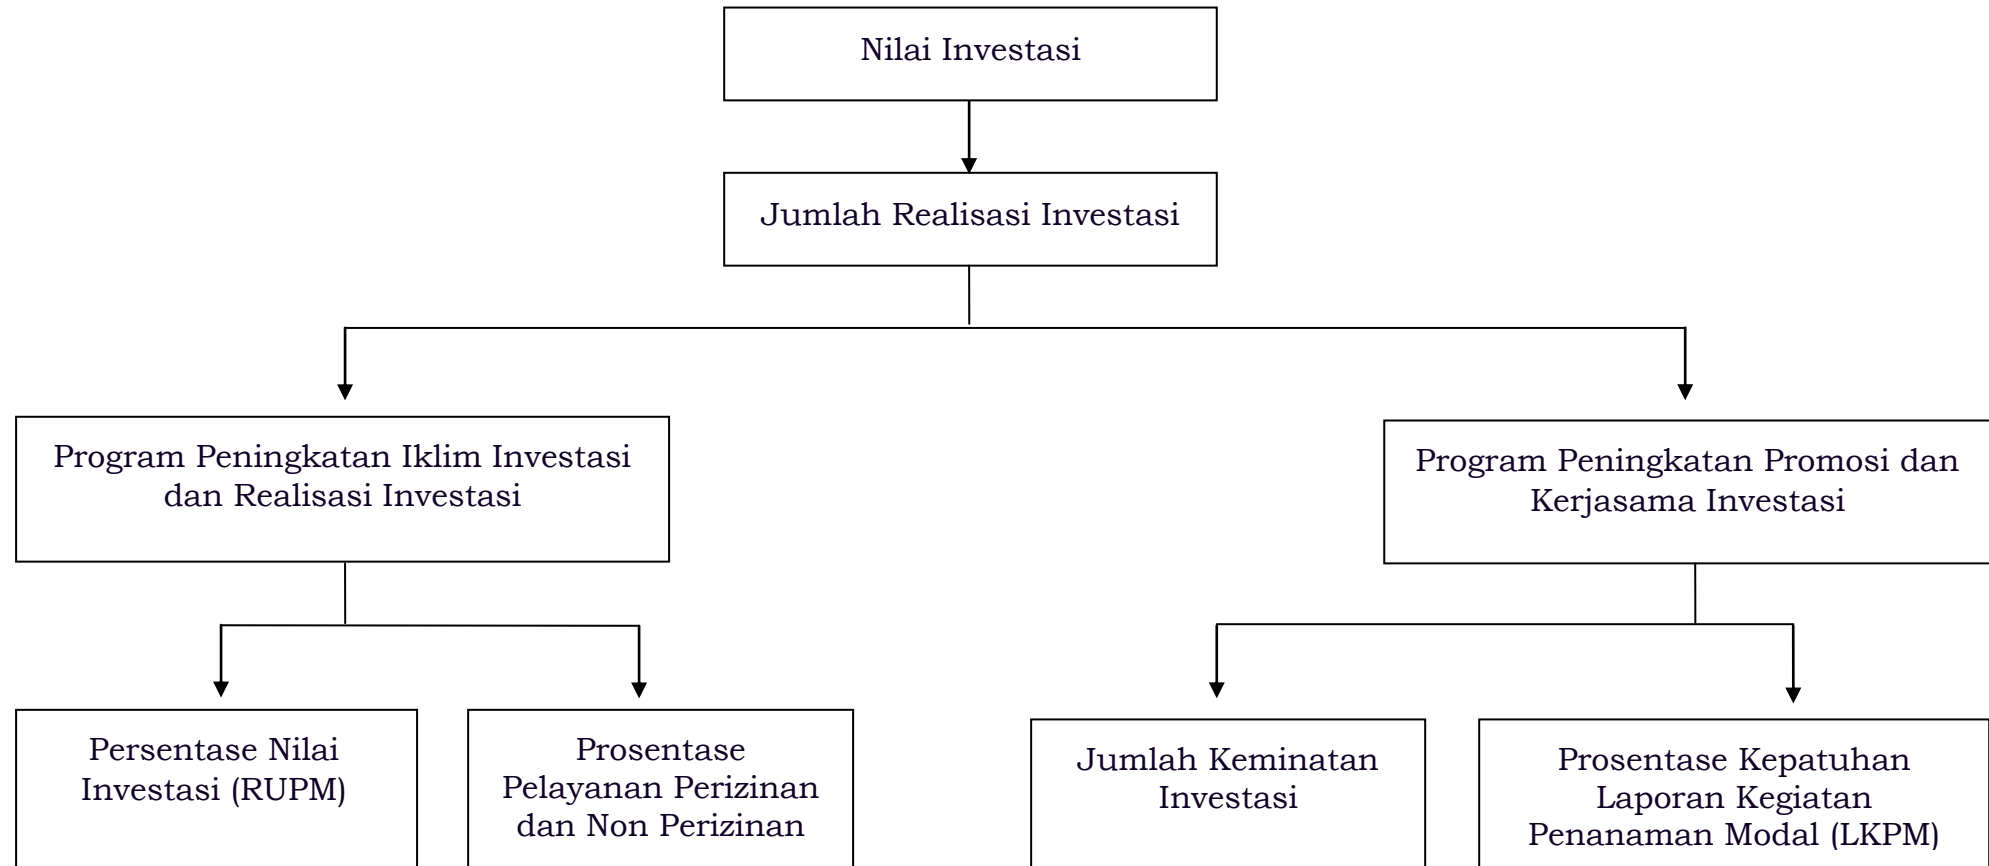 Nilai Investasi
Jumlah Realisasi Investasi
Program Peningkatan Iklim Investasi
dan Realisasi Investasi
Program Peningkatan Promosi dan
Kerjasama Investasi
Persentase Nilai
Investasi (RUPM)
Prosentase
Pelayanan Perizinan
dan Non Perizinan
Jumlah Keminatan
Investasi
Prosentase Kepatuhan
Laporan Kegiatan
Penanaman Modal (LKPM)